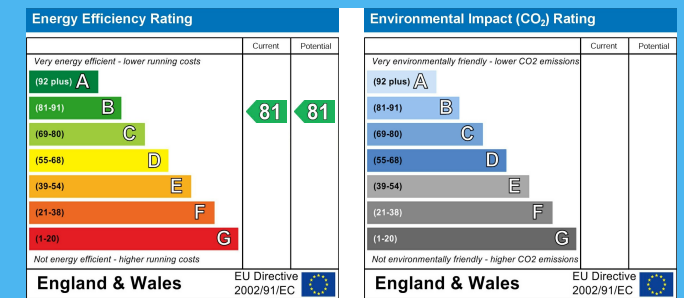 Energy Efficiency Rating
Current Potential
Very energy efficient - lower running costs
(92 plus) A
(81-91) B
81 81
(69-80) C
(55-68) D
(39-54) E
(21-38) F
(1-20) G
Not energy efficient - higher running costs
England & Wales
EU Directive
2002/91/EC
Environmental Impact (CO₂) Rating
Current Potential
Very environmentally friendly - lower CO2 emissions
(92 plus) A
(81-91) B
(69-80) C
(55-68) D
(39-54) E
(21-38) F
(1-20) G
Not environmentally friendly - higher CO2 emissions
England & Wales
EU Directive
2002/91/EC